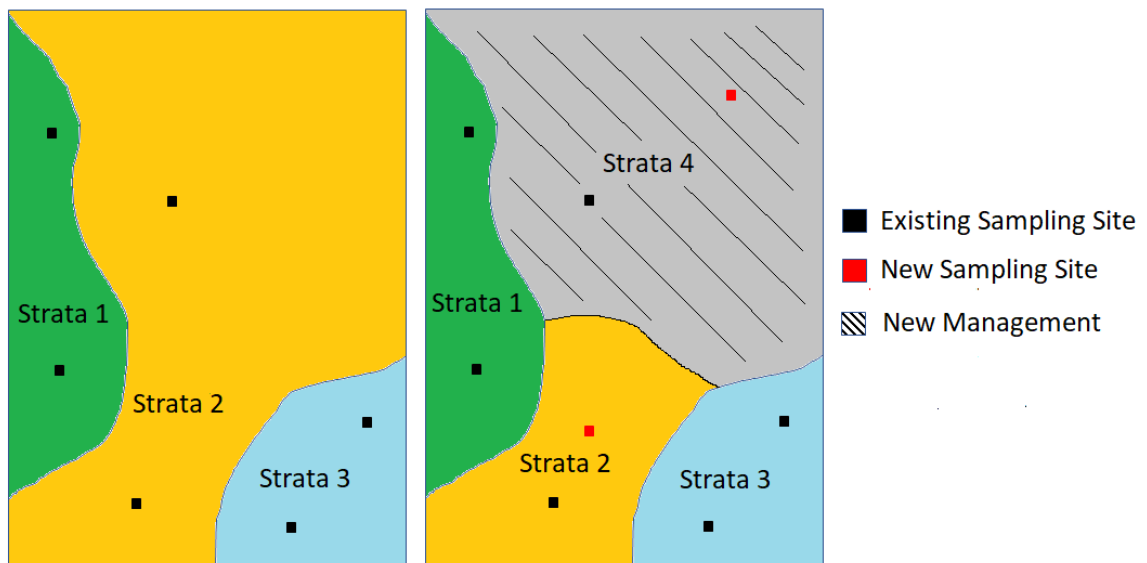 Strata 1
Strata 2
Strata 3
Strata 4
Strata 1
Strata 2
Strata 3
Existing Sampling Site
New Sampling Site
New Management